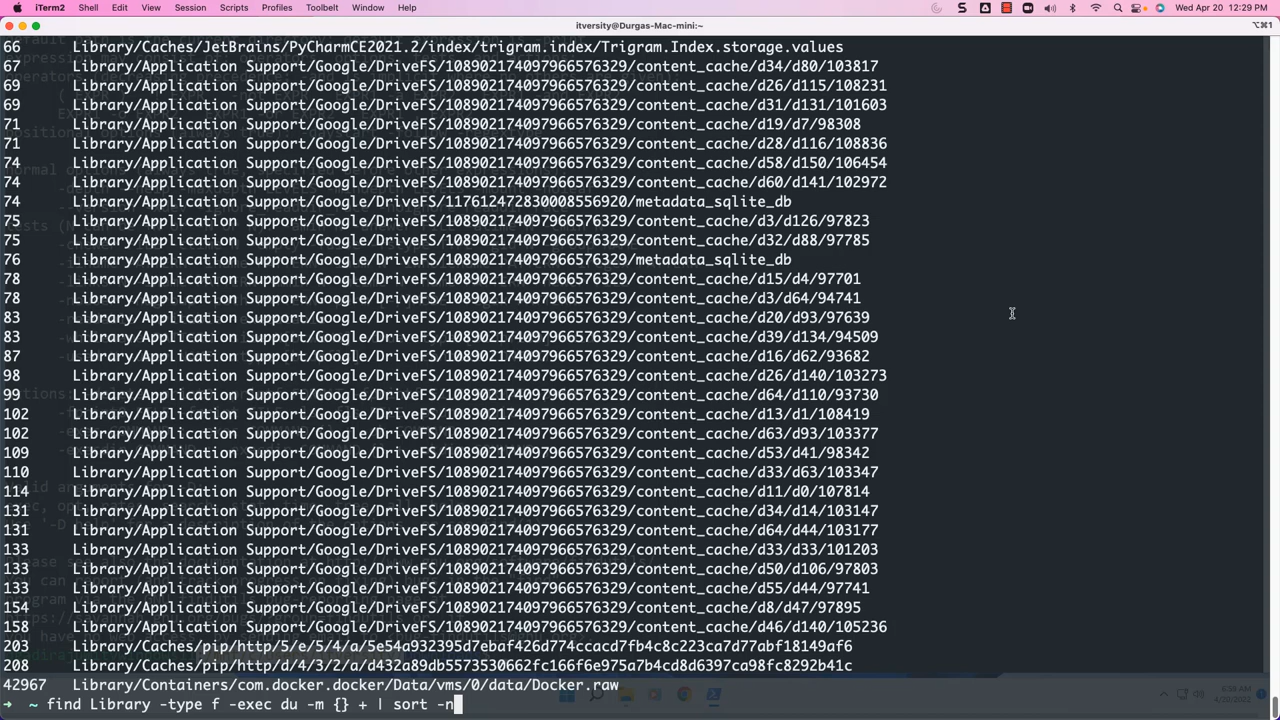 iTerm2 Shell Edit View Session Scripts Profiles Toolbelt Window Help Wed Apr 20 12:29 PM
itversity@Durgas-Mac-mini:~ ⌥⌘1
66 Library/Caches/JetBrains/PyCharmCE2021.2/index/trigram.index/Trigram.Index.storage.values
67 Library/Application Support/Google/DriveFS/108902174097966576329/content_cache/d34/d80/103817
69 Library/Application Support/Google/DriveFS/108902174097966576329/content_cache/d26/d115/108231
69 Library/Application Support/Google/DriveFS/108902174097966576329/content_cache/d31/d131/101603
71 Library/Application Support/Google/DriveFS/108902174097966576329/content_cache/d19/d7/98308
71 Library/Application Support/Google/DriveFS/108902174097966576329/content_cache/d28/d116/108836
74 Library/Application Support/Google/DriveFS/108902174097966576329/content_cache/d58/d150/106454
74 Library/Application Support/Google/DriveFS/108902174097966576329/content_cache/d60/d141/102972
74 Library/Application Support/Google/DriveFS/117612472830008556920/metadata_sqlite_db
75 Library/Application Support/Google/DriveFS/108902174097966576329/content_cache/d3/d126/97823
75 Library/Application Support/Google/DriveFS/108902174097966576329/content_cache/d32/d88/97785
76 Library/Application Support/Google/DriveFS/108902174097966576329/metadata_sqlite_db
78 Library/Application Support/Google/DriveFS/108902174097966576329/content_cache/d15/d4/97701
78 Library/Application Support/Google/DriveFS/108902174097966576329/content_cache/d3/d64/94741
83 Library/Application Support/Google/DriveFS/108902174097966576329/content_cache/d20/d93/97639
83 Library/Application Support/Google/DriveFS/108902174097966576329/content_cache/d39/d134/94509
87 Library/Application Support/Google/DriveFS/108902174097966576329/content_cache/d16/d62/93682
98 Library/Application Support/Google/DriveFS/108902174097966576329/content_cache/d26/d140/103273
99 Library/Application Support/Google/DriveFS/108902174097966576329/content_cache/d64/d110/93730
102 Library/Application Support/Google/DriveFS/108902174097966576329/content_cache/d13/d1/108419
102 Library/Application Support/Google/DriveFS/108902174097966576329/content_cache/d63/d93/103377
109 Library/Application Support/Google/DriveFS/108902174097966576329/content_cache/d53/d41/98342
110 Library/Application Support/Google/DriveFS/108902174097966576329/content_cache/d33/d63/103347
114 Library/Application Support/Google/DriveFS/108902174097966576329/content_cache/d11/d0/107814
131 Library/Application Support/Google/DriveFS/108902174097966576329/content_cache/d34/d14/103147
131 Library/Application Support/Google/DriveFS/108902174097966576329/content_cache/d64/d44/103177
133 Library/Application Support/Google/DriveFS/108902174097966576329/content_cache/d33/d33/101203
133 Library/Application Support/Google/DriveFS/108902174097966576329/content_cache/d50/d106/97803
133 Library/Application Support/Google/DriveFS/108902174097966576329/content_cache/d55/d44/97741
154 Library/Application Support/Google/DriveFS/108902174097966576329/content_cache/d8/d47/97895
158 Library/Application Support/Google/DriveFS/108902174097966576329/content_cache/d46/d140/105236
203 Library/Caches/pip/http/5/e/5/4/a/5e54a932395d7ebaf426d774077cd77fb4c8c223ca7d77abf15149af6
208 Library/Caches/pip/http/d/4/3/2/a/d432a89db5573530662fc166f6e975a7b4cd8d6397ca98fc8292b41c
42967 Library/Containers/com.docker.docker/Data/vms/0/data/Docker.raw
6:59 AM
4/20/2022
➜ ~ find Library -type f -exec du -m {} + | sort -n